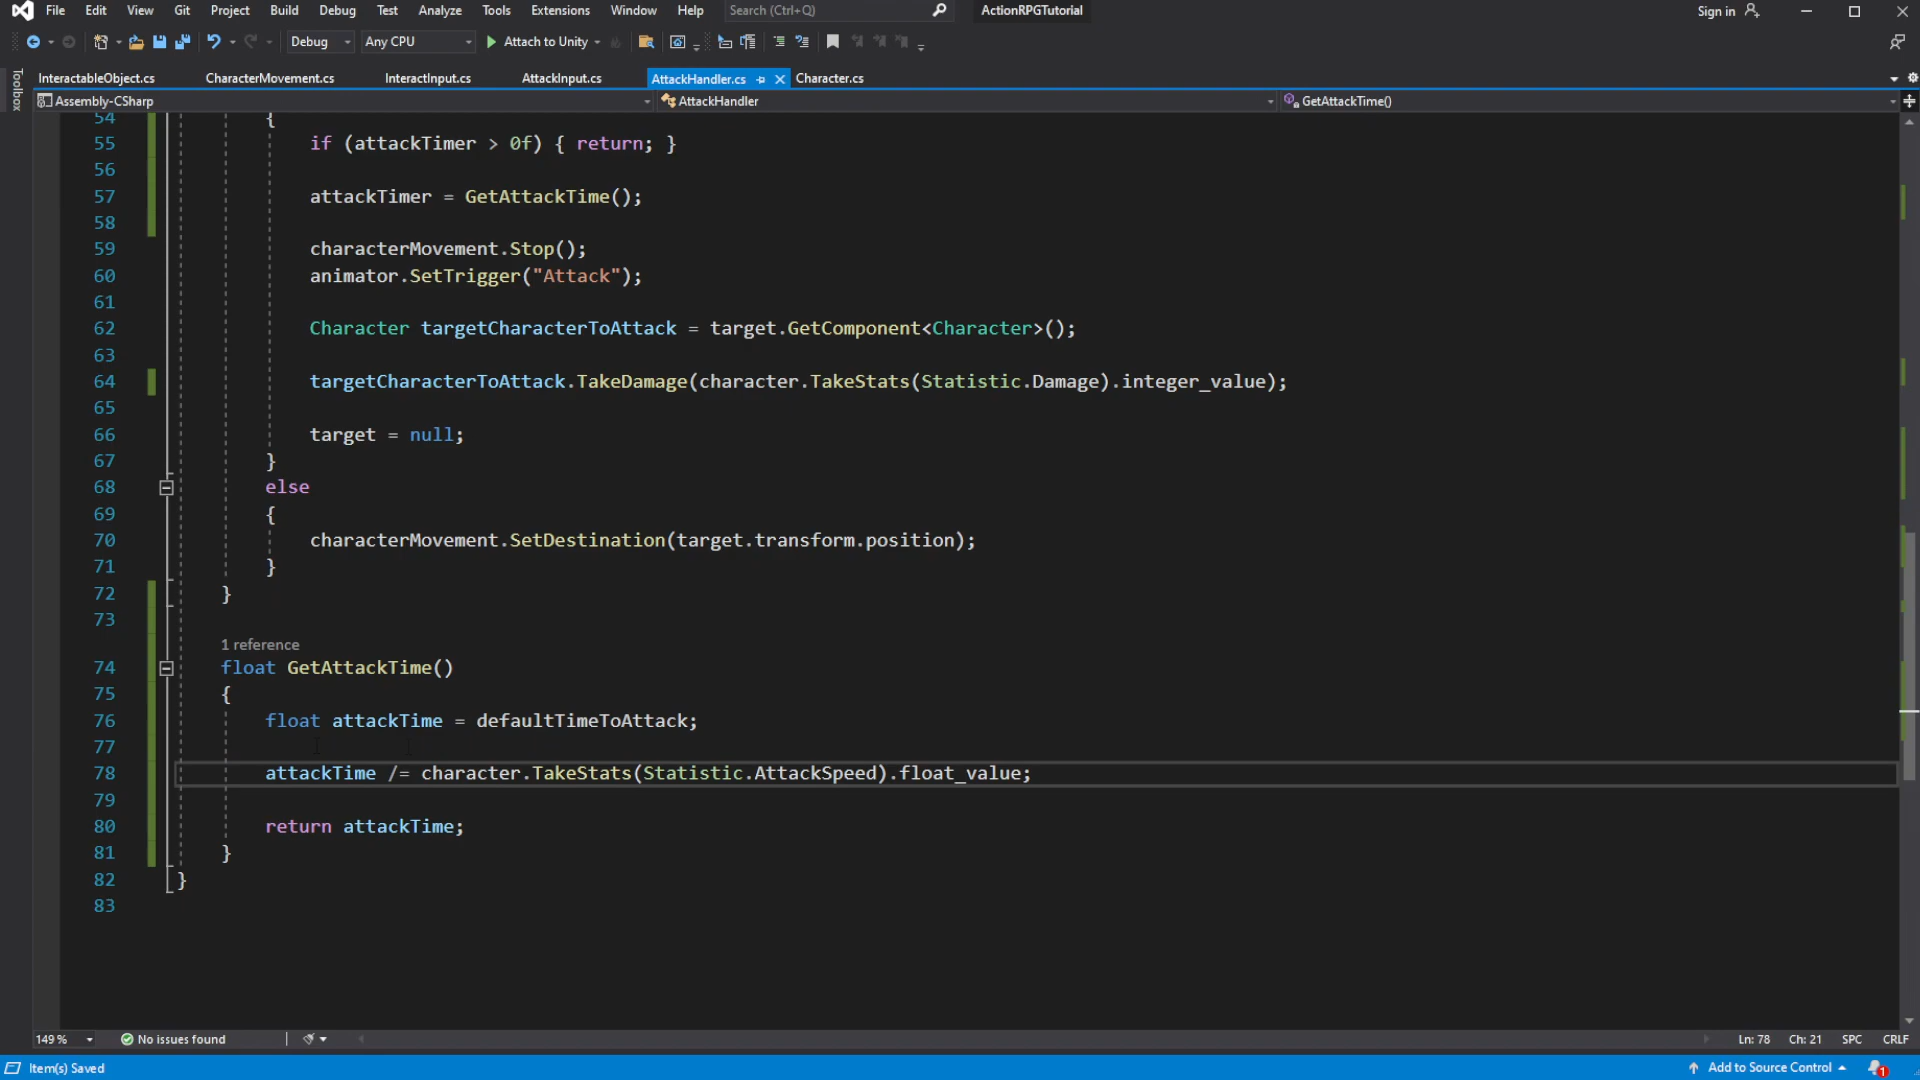 File Edit View Git Project Build Debug Test Analyze Tools Extensions Window Help Search (Ctrl+Q) ActionRPGTutorial Sign in
Debug Any CPU Attach to Unity
Toolbox
InteractableObject.cs CharacterMovement.cs InteractInput.cs AttackInput.cs AttackHandler.cs Character.cs
Assembly-CSharp AttackHandler GetAttackTime()
54 {
55 if (attackTimer > 0f) { return; }
56
57 attackTimer = GetAttackTime();
58
59 characterMovement.Stop();
60 animator.SetTrigger("Attack");
61
62 Character targetCharacterToAttack = target.GetComponent<Character>();
63
64 targetCharacterToAttack.TakeDamage(character.TakeStats(Statistic.Damage).integer_value);
65
66 target = null;
67 }
68 else
69 {
70 characterMovement.SetDestination(target.transform.position);
71 }
72 }
73
1 reference
74 float GetAttackTime()
75 {
76 float attackTime = defaultTimeToAttack;
77
78 attackTime /= character.TakeStats(Statistic.AttackSpeed).float_value;
79
80 return attackTime;
81 }
82 }
83
149 % No issues found Ln: 78 Ch: 21 SPC CRLF
Item(s) Saved Add to Source Control 1